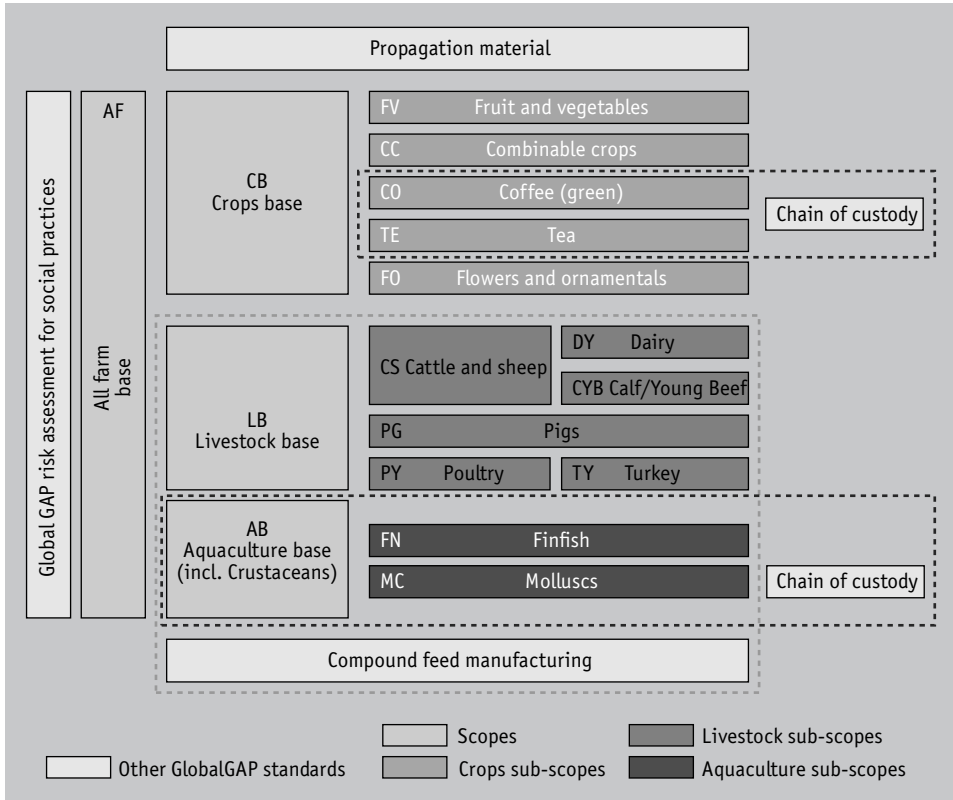 Propagation material
Global GAP risk assessment for social practices
AF
All farm
base
CB
Crops base
FV Fruit and vegetables
CC Combinable crops
CO Coffee (green)
TE Tea
FO Flowers and ornamentals
Chain of custody
LB
Livestock base
CS Cattle and sheep
DY Dairy
CYB Calf/Young Beef
PG Pigs
PY Poultry
TY Turkey
AB
Aquaculture base
(incl. Crustaceans)
FN Finfish
MC Molluscs
Chain of custody
Compound feed manufacturing
Other GlobalGAP standards
Scopes
Crops sub-scopes
Livestock sub-scopes
Aquaculture sub-scopes